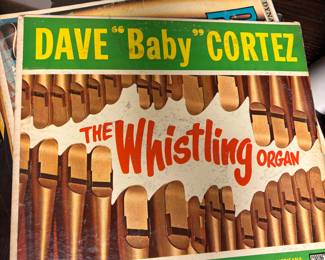 DAVE "Baby" CORTEZ
THE Whistling ORGAN